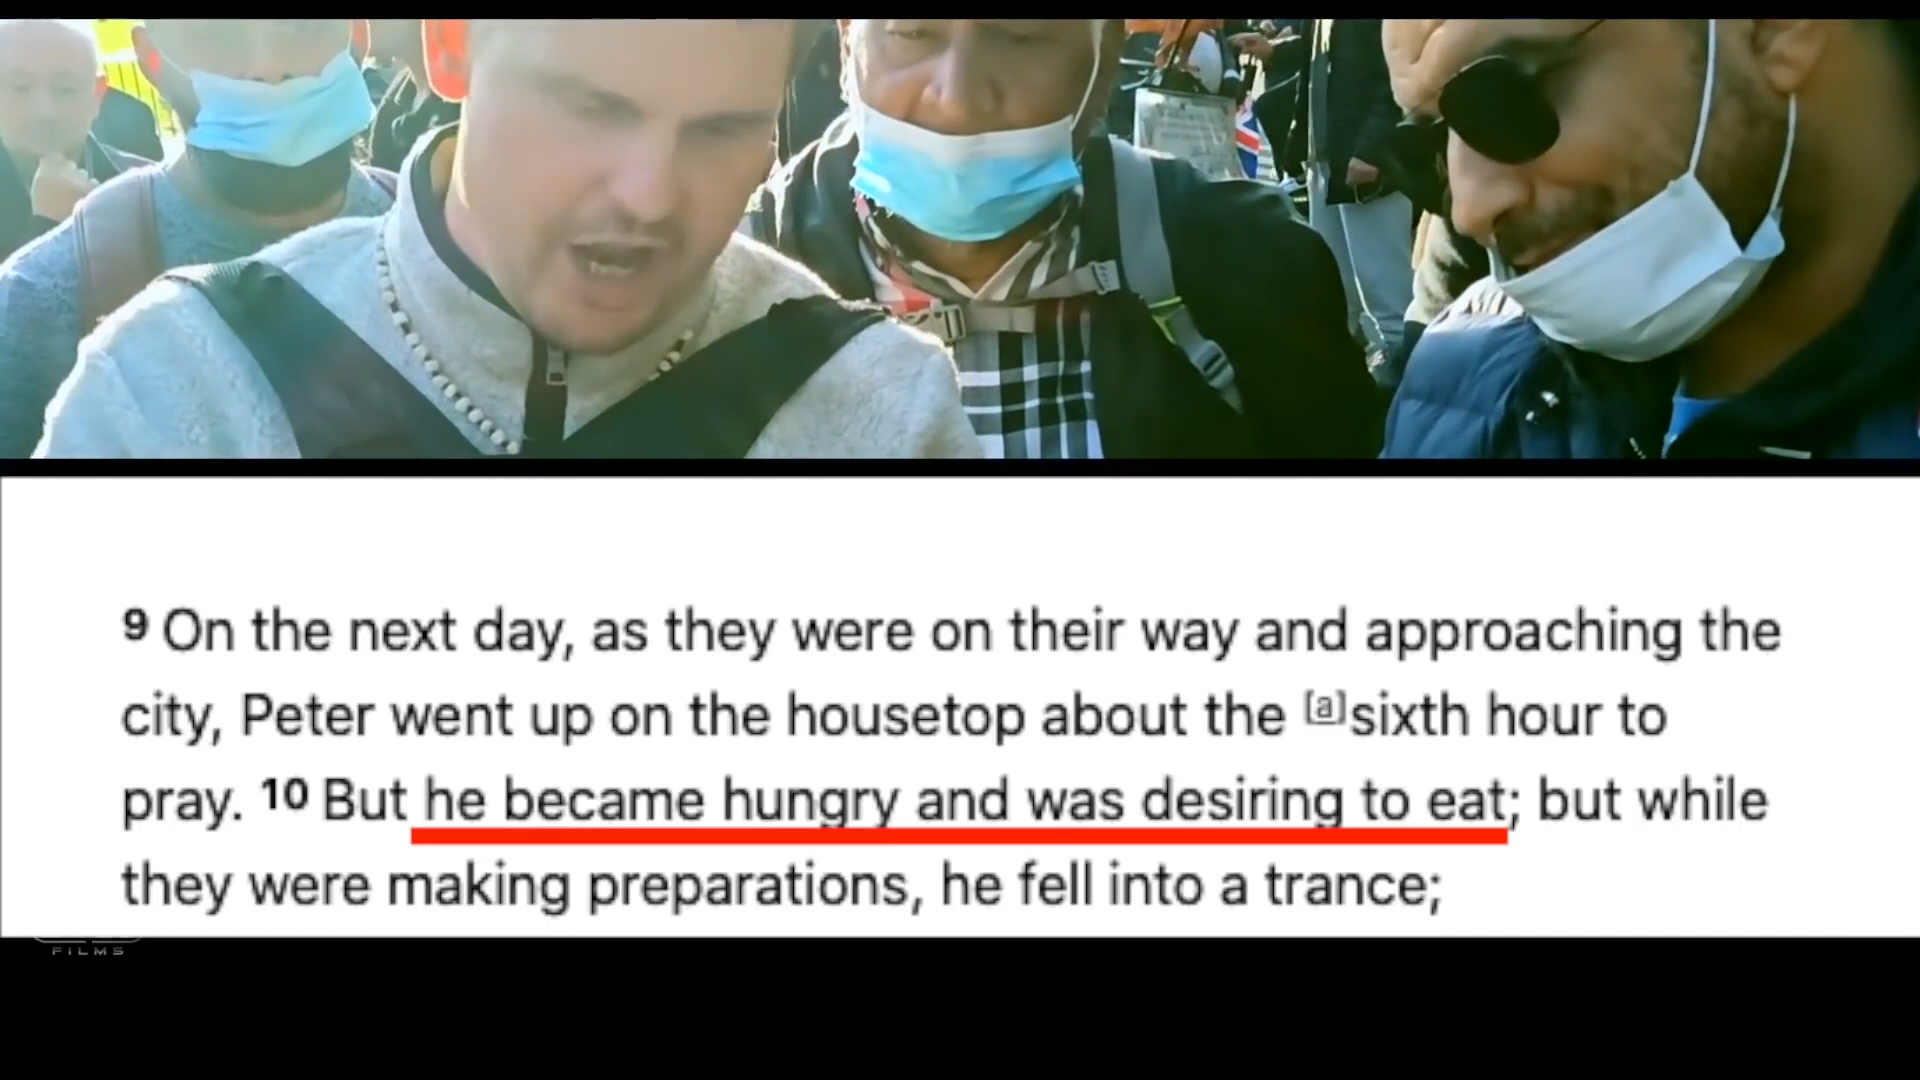 9 On the next day, as they were on their way and approaching the
city, Peter went up on the housetop about the [a]sixth hour to
pray. 10 But he became hungry and was desiring to eat; but while
they were making preparations, he fell into a trance;
FILMS